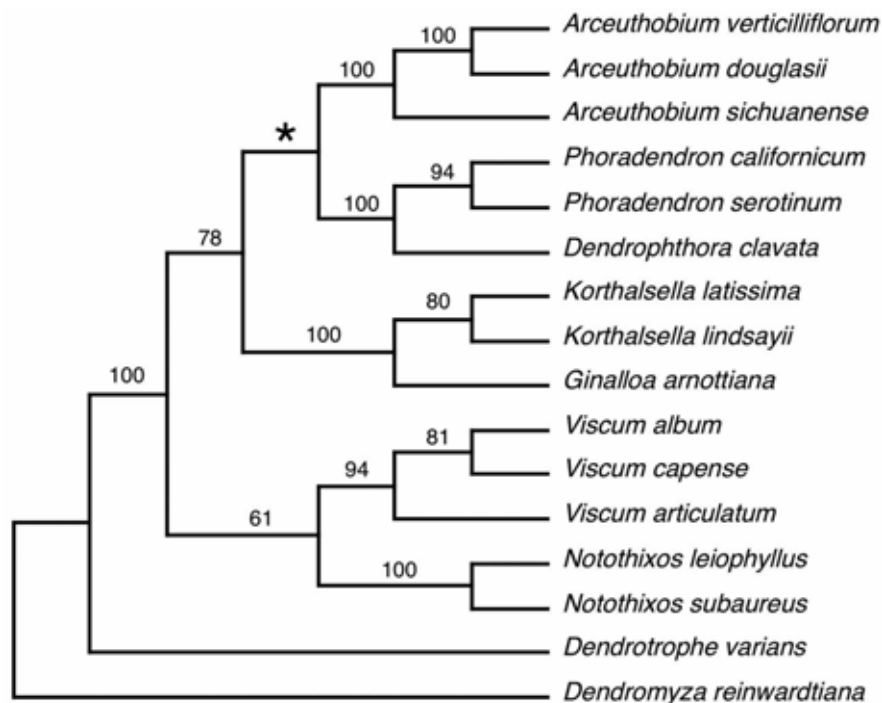 100 Arceuthobium verticilliflorum
100 Arceuthobium douglasii
Arceuthobium sichuanense
*
94 Phoradendron californicum
100 Phoradendron serotinum
78 Dendrophthora clavata
80 Korthalsella latissima
100 Korthalsella lindsayii
100 Ginalloa arnottiana
81 Viscum album
94 Viscum capense
61 Viscum articulatum
100 Notothixos leiophyllus
Notothixos subaureus
Dendrotrophe varians
Dendromyza reinwardtiana